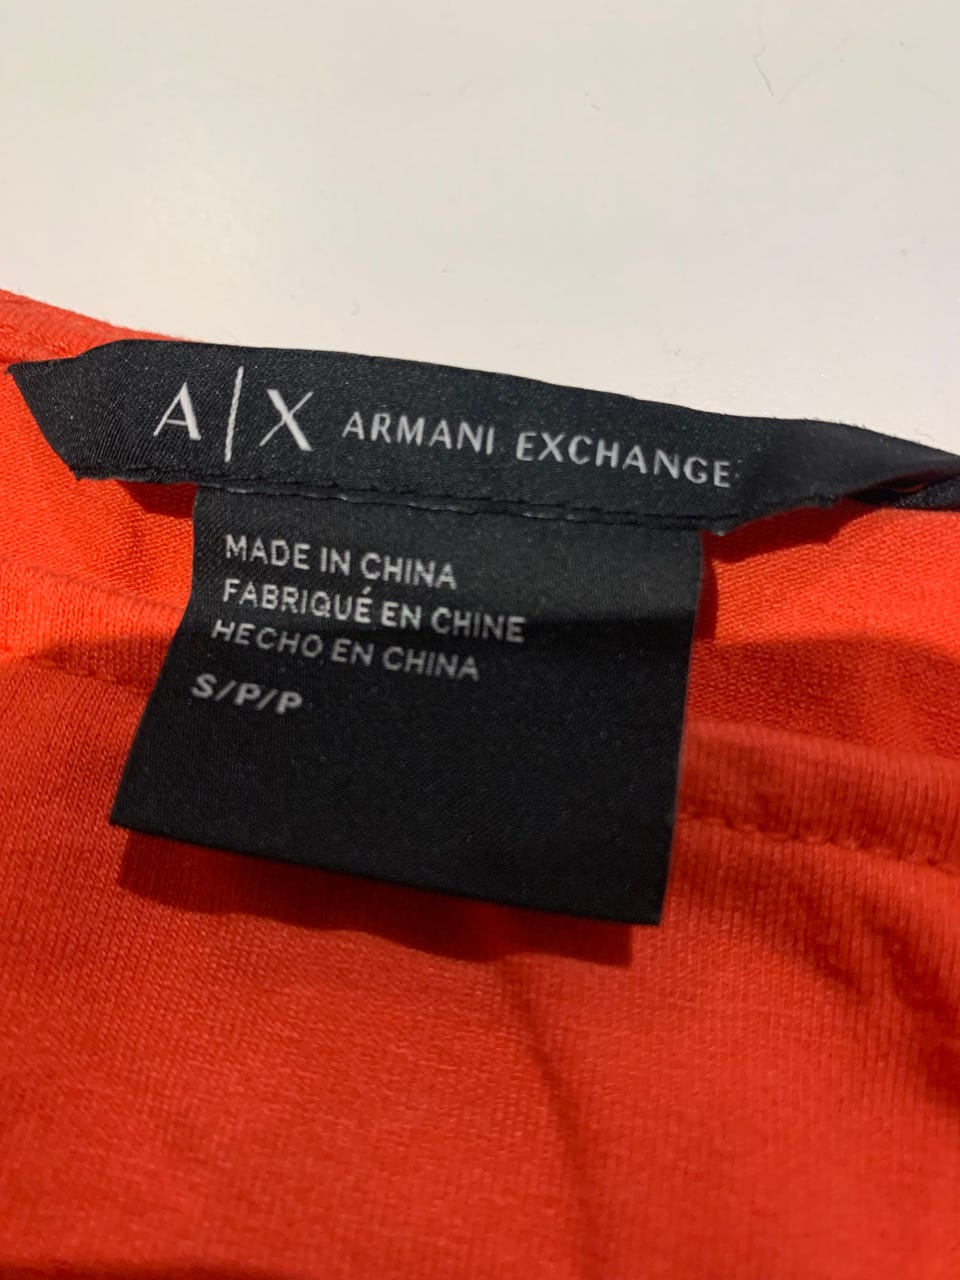 A|X ARMANI EXCHANGE
MADE IN CHINA
FABRIQUÉ EN CHINE
HECHO EN CHINA
S/P/P